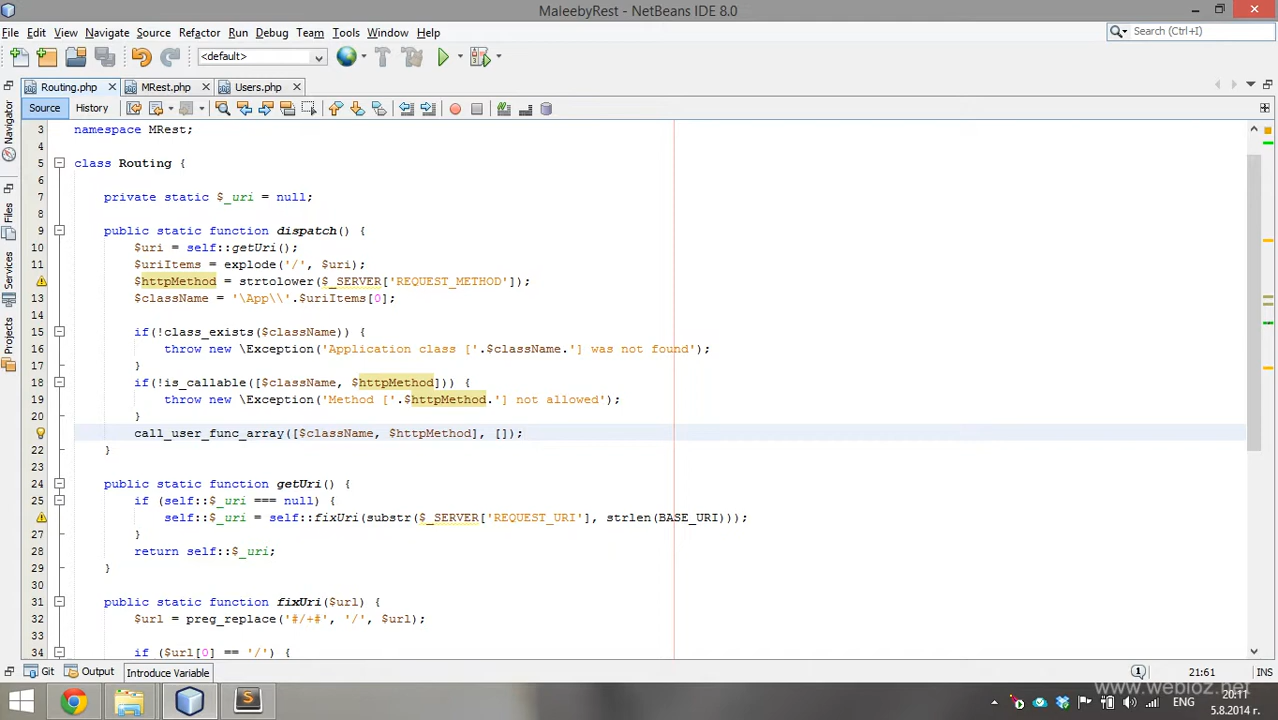 MaleebyRest - NetBeans IDE 8.0
File Edit View Navigate Source Refactor Run Debug Team Tools Window Help
Search (Ctrl+I)
<default>
Routing.php MRest.php Users.php
Source History
Navigator
Files
Services
Projects
3 namespace MRest;
4
5 class Routing {
6
7 private static $_uri = null;
8
9 public static function dispatch() {
10 $uri = self::getUri();
11 $uriItems = explode('/', $uri);
$httpMethod = strtolower($_SERVER['REQUEST_METHOD']);
13 $className = '\App\\'.$uriItems[0];
14
15 if(!class_exists($className)) {
16 throw new \Exception('Application class ['.$className.'] was not found');
17 }
18 if(!is_callable([$className, $httpMethod])) {
19 throw new \Exception('Method ['.$httpMethod.'] not allowed');
20 }
call_user_func_array([$className, $httpMethod], []);
22 }
23
24 public static function getUri() {
25 if (self::$_uri === null) {
self::$_uri = self::fixUri(substr($_SERVER['REQUEST_URI'], strlen(BASE_URI)));
27 }
28 return self::$_uri;
29 }
30
31 public static function fixUri($url) {
32 $url = preg_replace('#/+#', '/', $url);
33
34 if ($url[0] == '/') {
Git Output Introduce Variable
1 21:61 INS
www.webloz.net
ENG 20:11
5.8.2014 г.